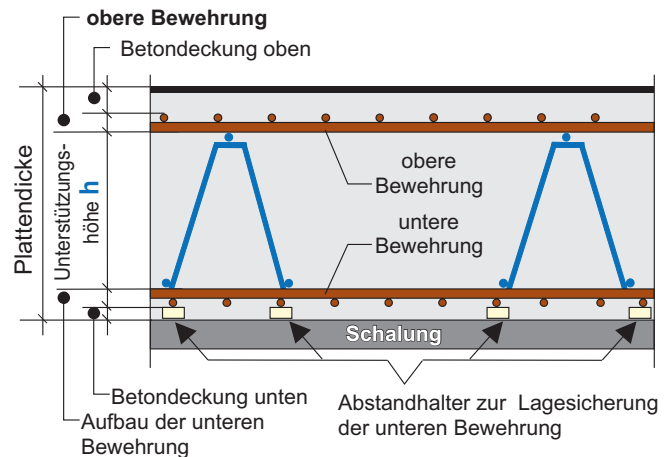 obere Bewehrung
Betondeckung oben
Plattendicke
Unterstützungs-
höhe h
obere
Bewehrung
untere
Bewehrung
Schalung
Betondeckung unten
Aufbau der unteren
Bewehrung
Abstandhalter zur Lagesicherung
der unteren Bewehrung